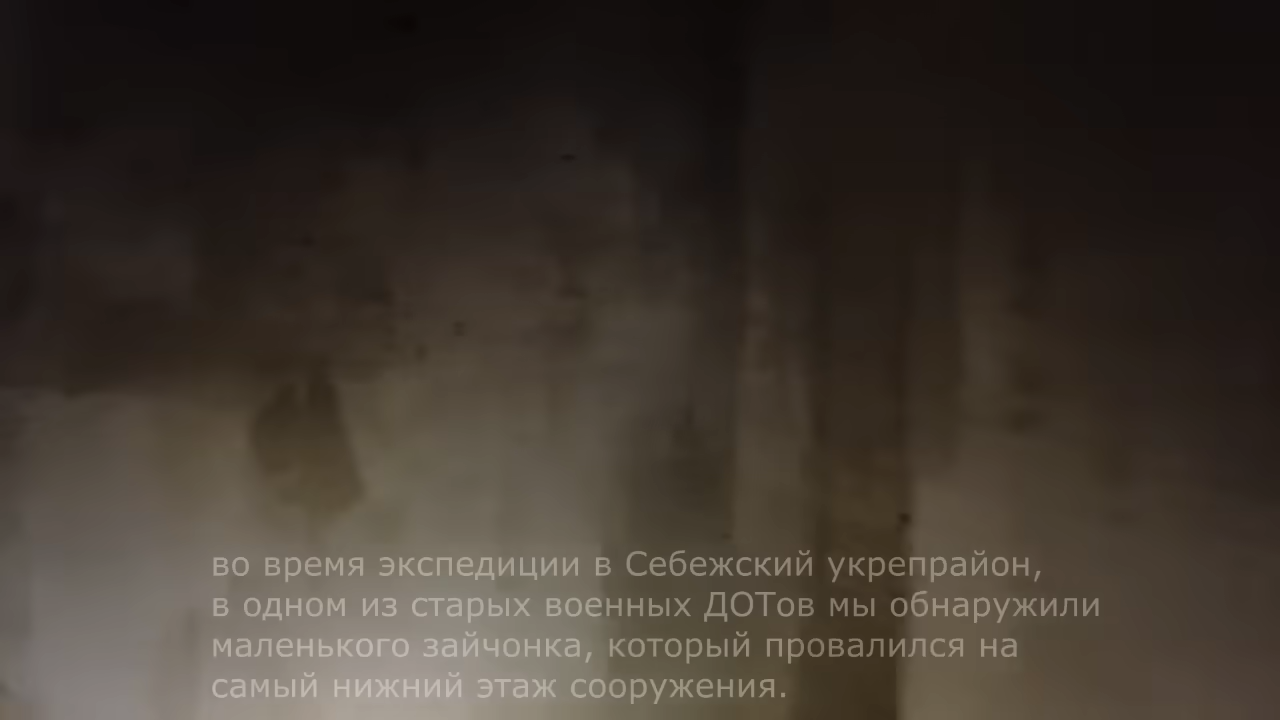 во время экспедиции в Себежский укрепрайон,
в одном из старых военных ДОТов мы обнаружили
маленького зайчонка, который провалился на
самый нижний этаж сооружения.